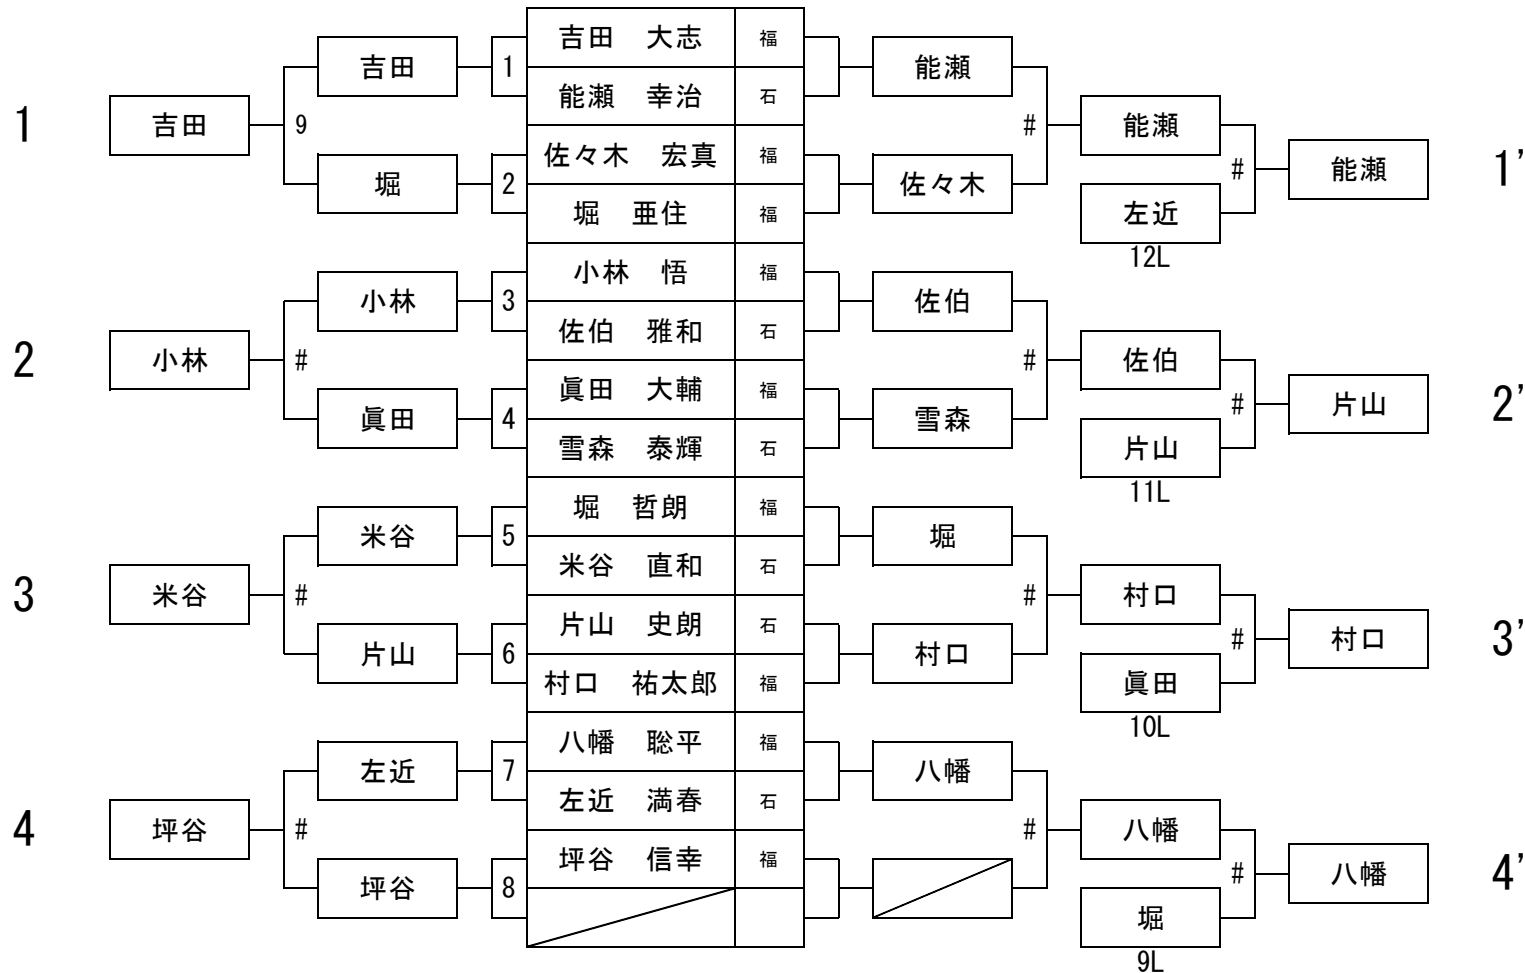 吉田　大志 福
吉田 1 能瀬
能瀬　幸治 石
1 吉田 9 # 能瀬
佐々木　宏真 福
# 能瀬 1’
堀 2 佐々木
左近
堀　亜住 福
12L
小林　悟 福
小林 3 佐伯
佐伯　雅和 石
2 小林 # # 佐伯
眞田　大輔 福
# 片山 2’
眞田 4 雪森
片山
雪森　泰輝 石
11L
堀　哲朗 福
米谷 5 堀
米谷　直和 石
3 米谷 # # 村口
片山　史朗 石
# 村口 3’
片山 6 村口
眞田
村口　祐太郎 福
10L
八幡　聡平 福
左近 7 八幡
左近　満春 石
4 坪谷 # # 八幡
坪谷　信幸 福
# 八幡 4’
坪谷 8
堀
9L